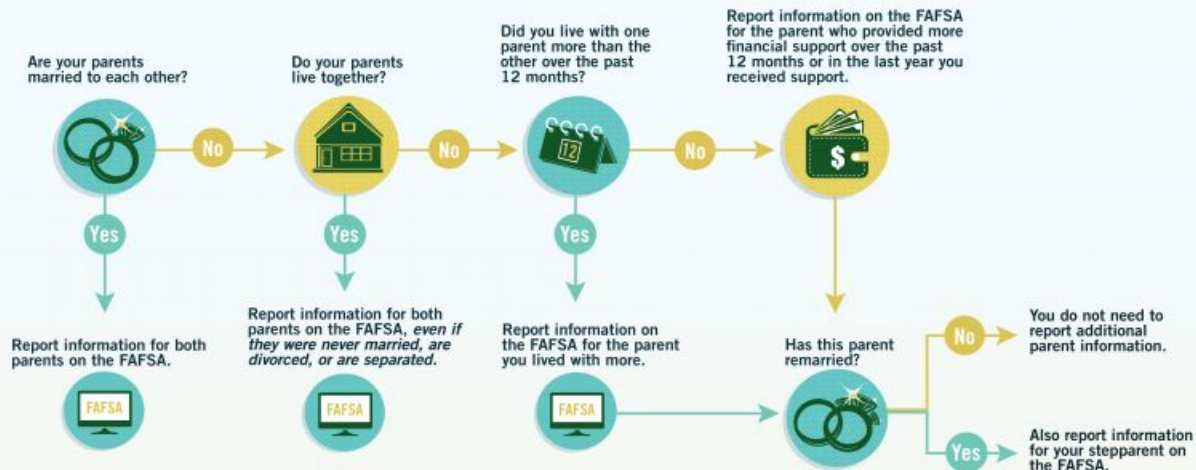 Are your parents
married to each other?
No
Yes
Report information for both
parents on the FAFSA.
FAFSA
Do your parents
live together?
No
Yes
Report information for both
parents on the FAFSA, even if
they were never married, are
divorced, or are separated.
FAFSA
Did you live with one
parent more than the
other over the past
12 months?
12
No
Yes
Report information on
the FAFSA for the parent
you lived with more.
FAFSA
Report information on the FAFSA
for the parent who provided more
financial support over the past
12 months or in the last year you
received support.
$
Has this parent
remarried?
No
You do not need to
report additional
parent information.
Yes
Also report information
for your stepparent on
the FAFSA.